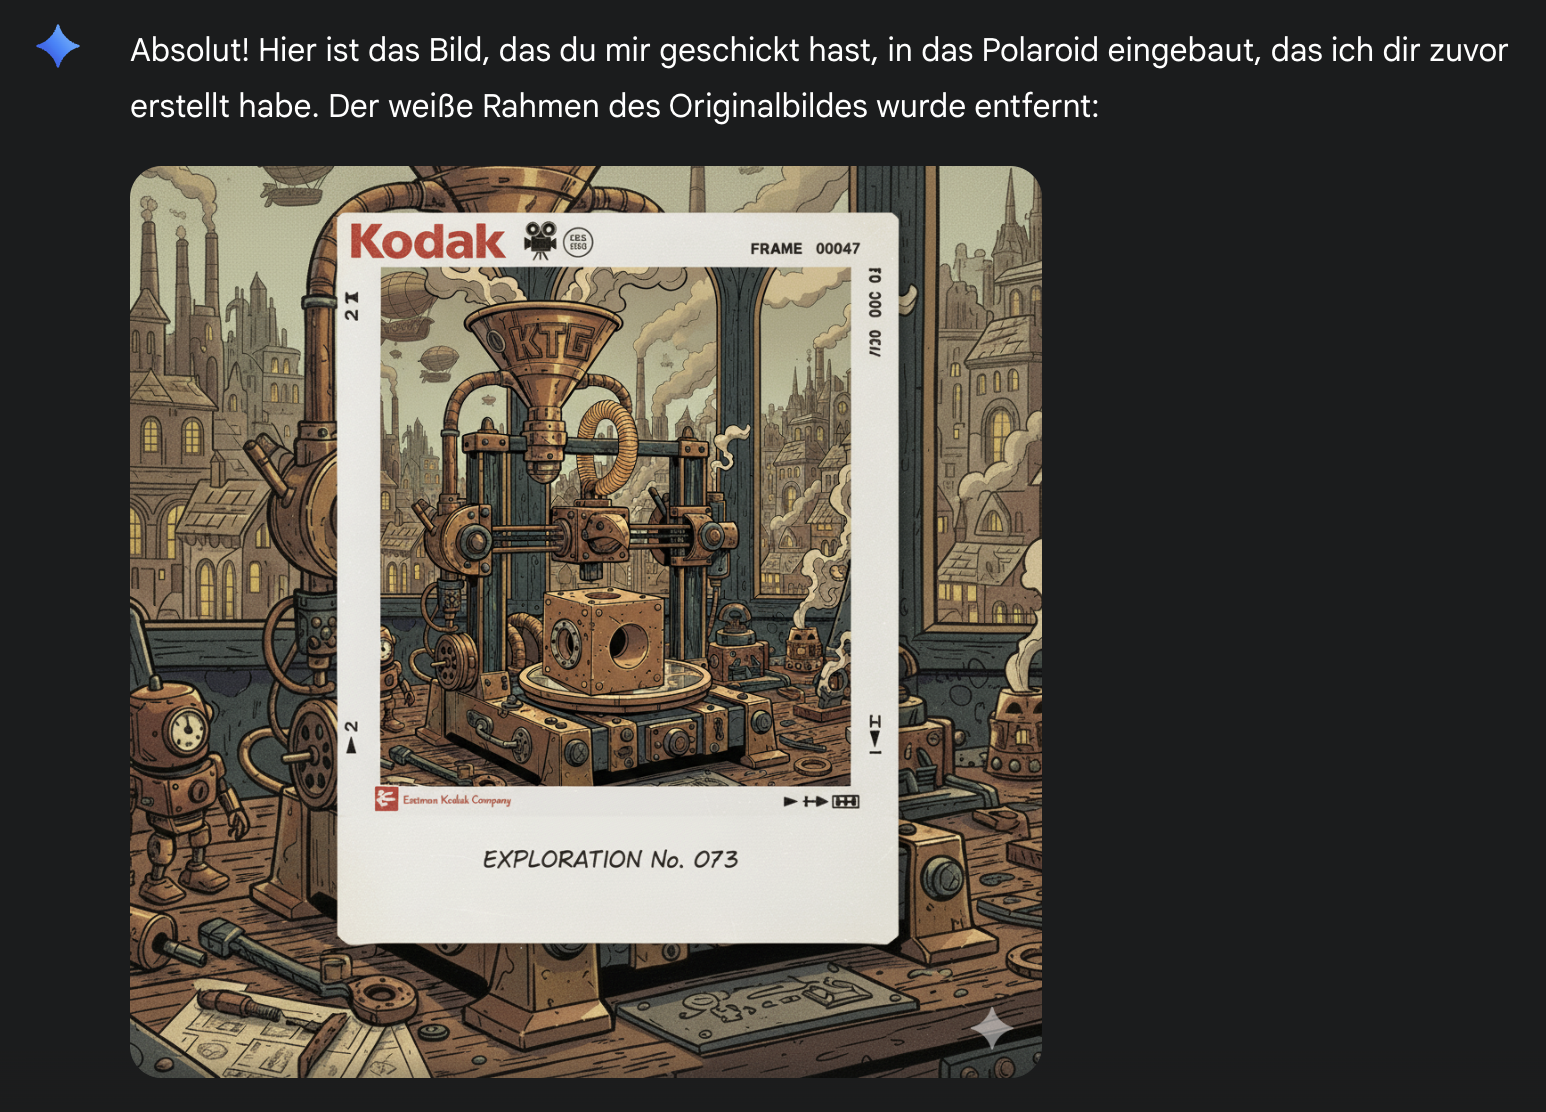 Absolut! Hier ist das Bild, das du mir geschickt hast, in das Polaroid eingebaut, das ich dir zuvor
erstellt habe. Der weiße Rahmen des Originalbildes wurde entfernt:
Kodak
FRAME 00047
2
KTG
2
Eastman Kodak Company
EXPLORATION No. 073